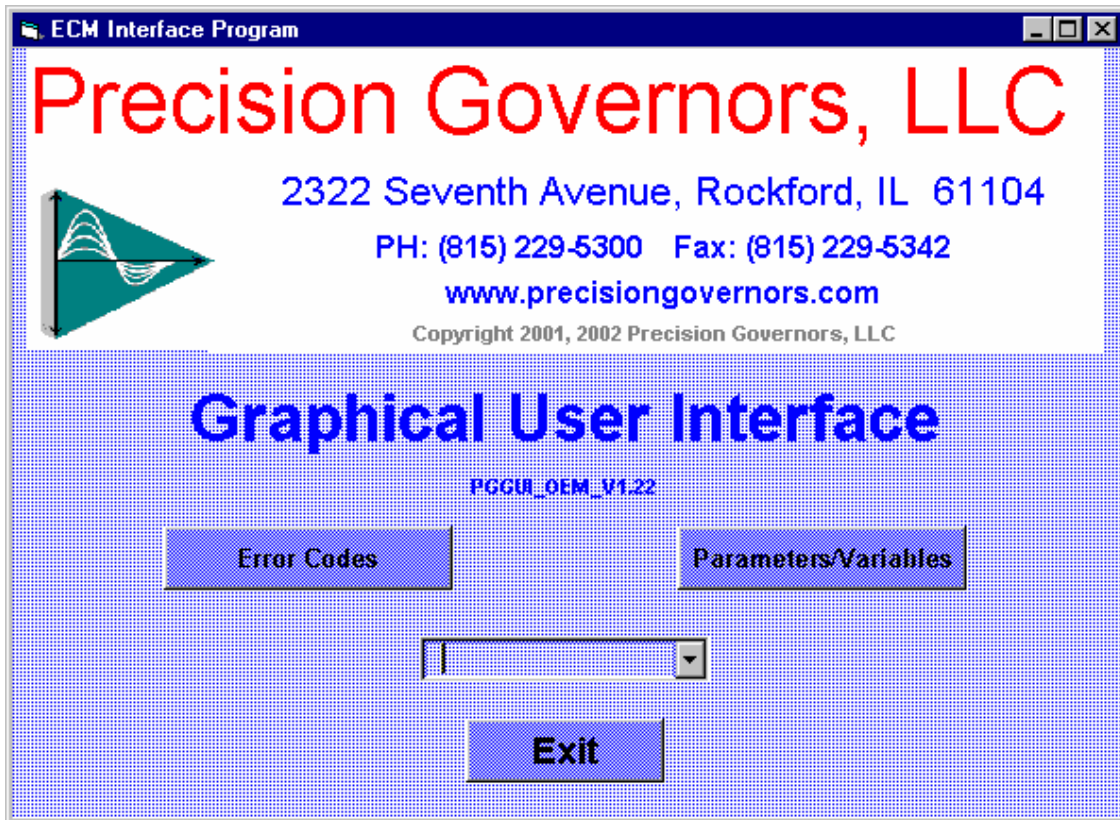 ECM Interface Program
Precision Governors, LLC
2322 Seventh Avenue, Rockford, IL 61104
PH: (815) 229-5300 Fax: (815) 229-5342
www.precisiongovernors.com
Copyright 2001, 2002 Precision Governors, LLC
Graphical User Interface
PGGUI_OEM_V1.22
Error Codes Parameters/Variables
Exit